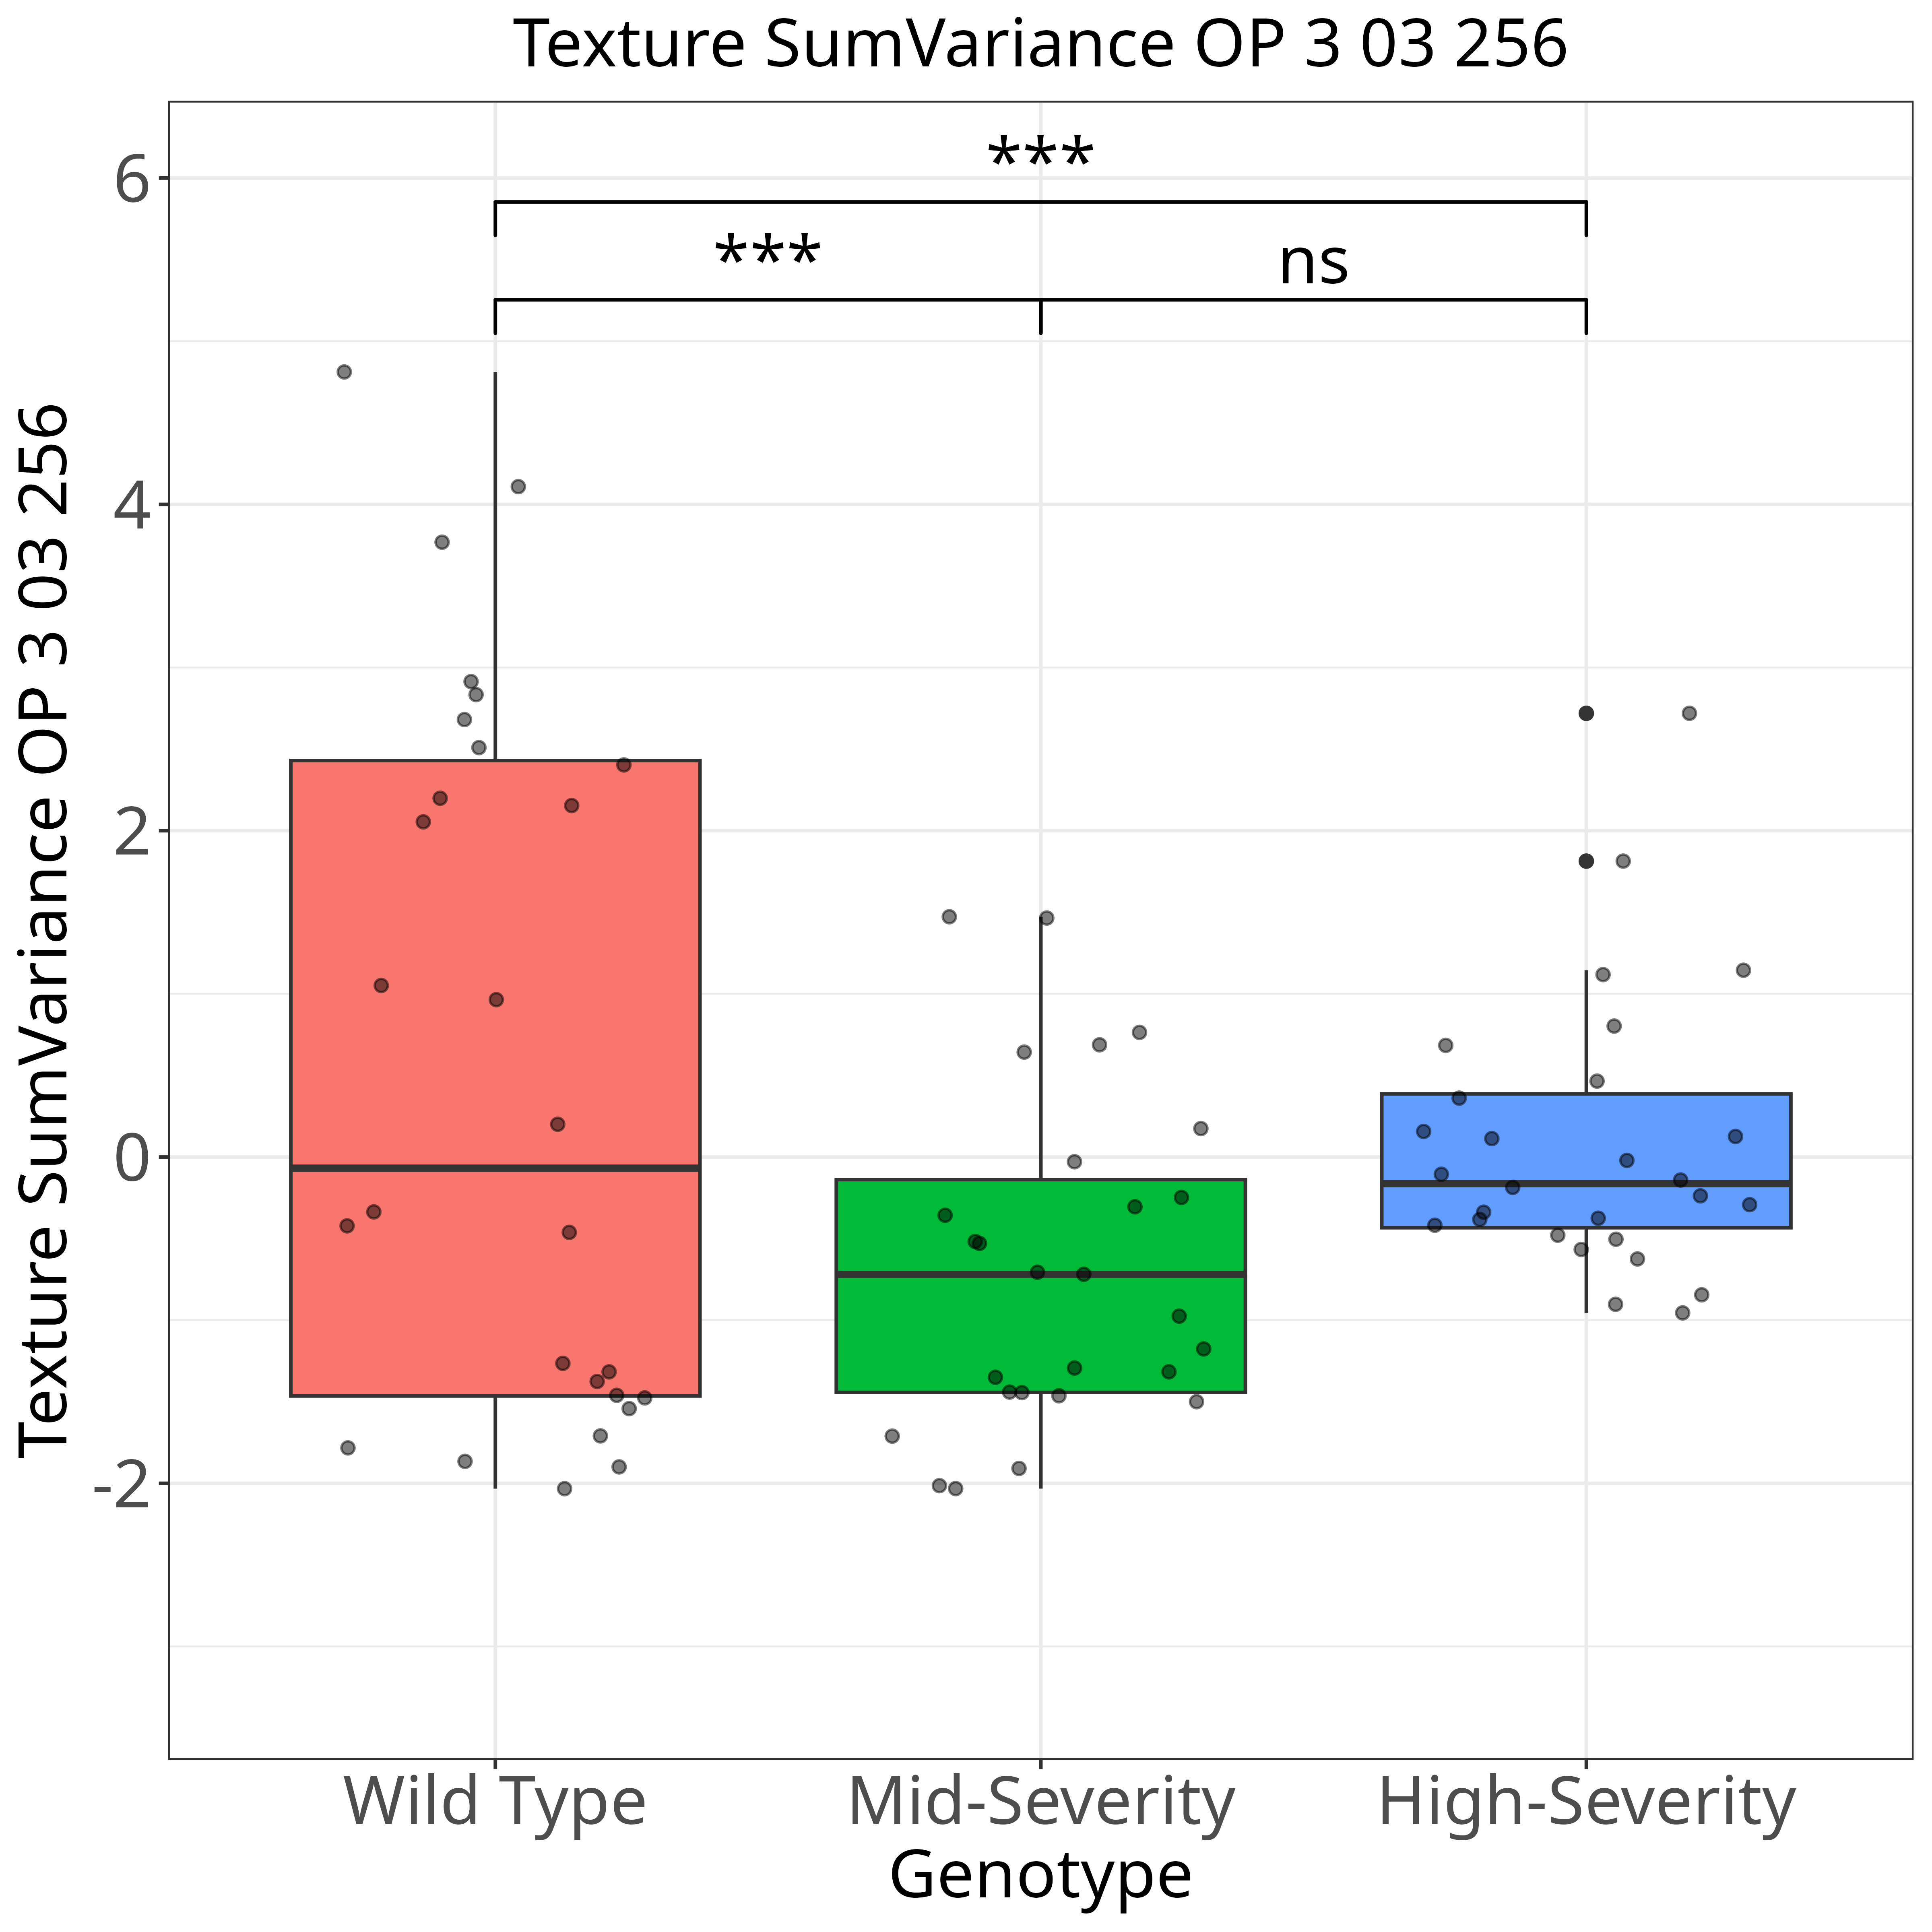 Texture SumVariance OP 3 03 256
Texture SumVariance OP 3 03 256
6
4
2
0
-2
***
***
ns
Wild Type
Mid-Severity
High-Severity
Genotype